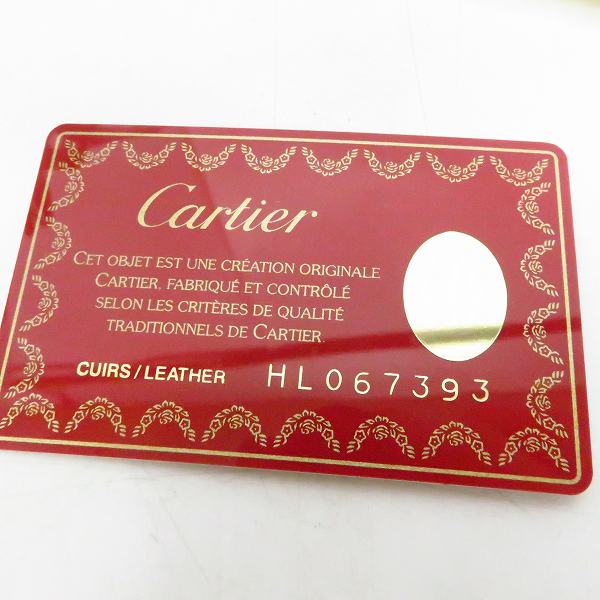 Cartier
CET OBJET EST UNE CRÉATION ORIGINALE
CARTIER, FABRIQUÉ ET CONTRÔLÉ
SELON LES CRITÈRES DE QUALITÉ
TRADITIONNELS DE CARTIER.
CUIRS/LEATHER HL067393